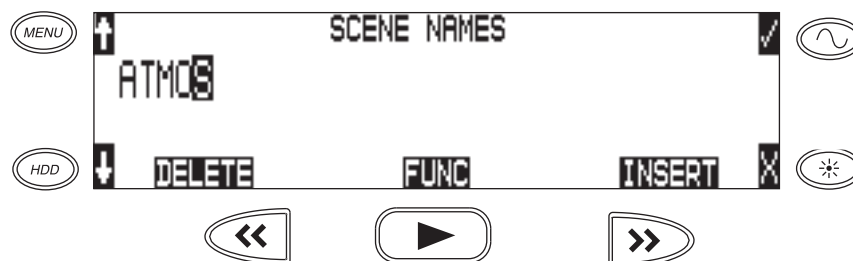 MENU
SCENE NAMES
ATMOS
HDD
DELETE FUNC INSERT X